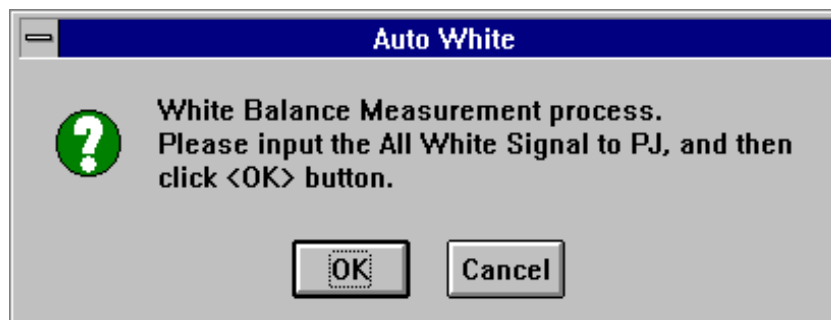 Auto White
White Balance Measurement process.
Please input the All White Signal to PJ, and then
click <OK> button.
OK
Cancel